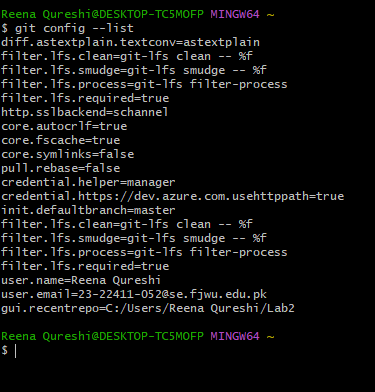 Reena Qureshi@DESKTOP-TC5MOFP MINGW64 ~
$ git config --list
diff.astextplain.textconv=astextplain
filter.lfs.clean=git-lfs clean -- %f
filter.lfs.smudge=git-lfs smudge -- %f
filter.lfs.process=git-lfs filter-process
filter.lfs.required=true
http.sslbackend=schannel
core.autocrlf=true
core.fscache=true
core.symlinks=false
pull.rebase=false
credential.helper=manager
credential.https://dev.azure.com.usehttppath=true
init.defaultbranch=master
filter.lfs.clean=git-lfs clean -- %f
filter.lfs.smudge=git-lfs smudge -- %f
filter.lfs.process=git-lfs filter-process
filter.lfs.required=true
user.name=Reena Qureshi
user.email=23-22411-052@se.fjwu.edu.pk
gui.recentrepo=C:/Users/Reena Qureshi/Lab2
Reena Qureshi@DESKTOP-TC5MOFP MINGW64 ~
$